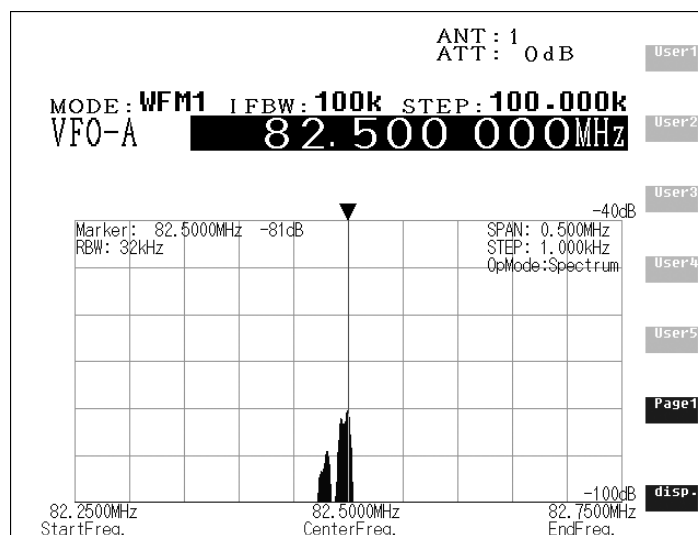 ANT:1
ATT: 0dB
User1
MODE:WFM1 IFBW:100k STEP:100.000k
User2
VFO-A 82.500 000MHz
User3
-40dB
Marker: 82.5000MHz -81dB
SPAN: 0.500MHz
RBW: 32kHz
STEP: 1.000kHz
OpMode:Spectrum
User4
User5
Page1
-100dB
disp.
82.2500MHz 82.5000MHz 82.7500MHz
StartFreq. CenterFreq. EndFreq.